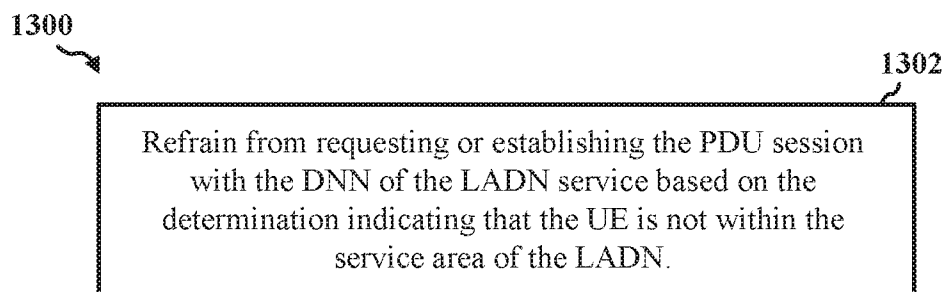 1300
1302
Refrain from requesting or establishing the PDU session
with the DNN of the LADN service based on the
determination indicating that the UE is not within the
service area of the LADN.